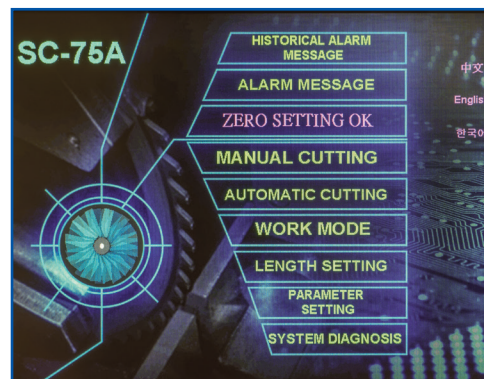 SC-75A
HISTORICAL ALARM
MESSAGE
ALARM MESSAGE
ZERO SETTING OK
MANUAL CUTTING
AUTOMATIC CUTTING
WORK MODE
LENGTH SETTING
PARAMETER
SETTING
SYSTEM DIAGNOSIS
中文
Englis
한국어